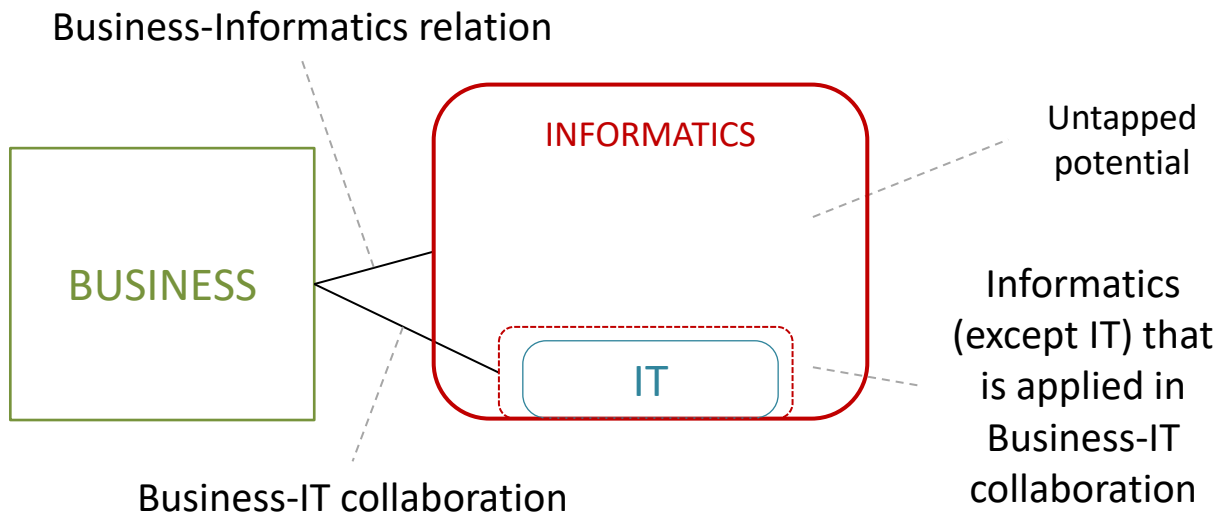 Business-Informatics relation
INFORMATICS
Untapped
potential
BUSINESS
Informatics
(except IT) that
is applied in
Business-IT
collaboration
IT
Business-IT collaboration